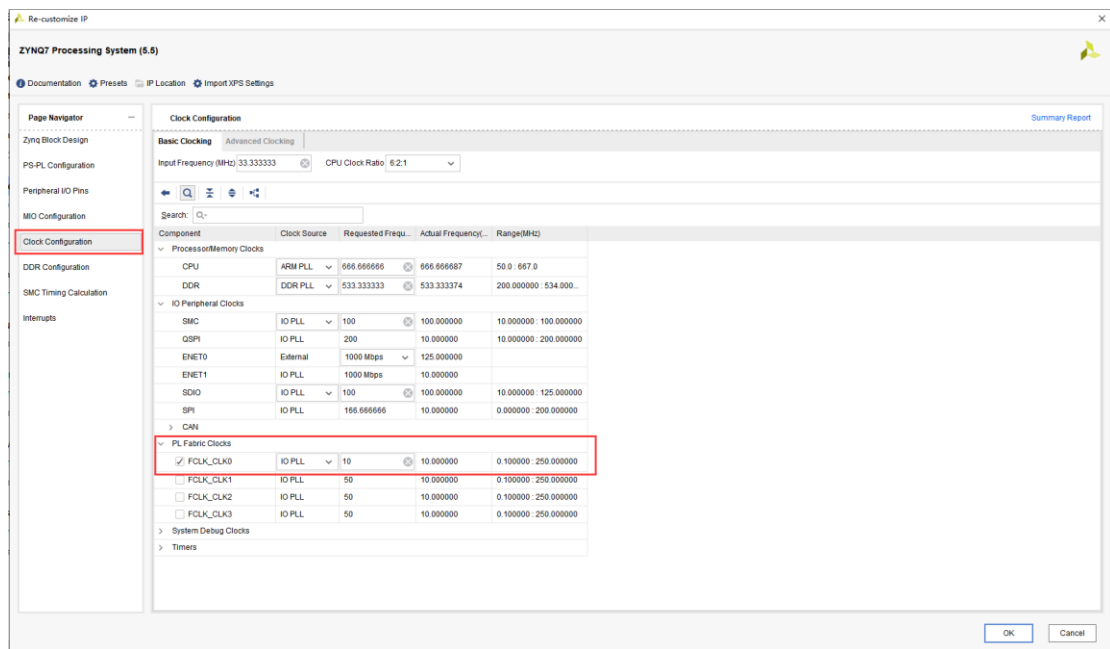 Re-customize IP
ZYNQ7 Processing System (5.5)
Documentation Presets IP Location Import XPS Settings
Page Navigator
Zynq Block Design
PS-PL Configuration
Peripheral I/O Pins
MIO Configuration
Clock Configuration
DDR Configuration
SMC Timing Calculation
Interrupts
Clock Configuration Summary Report
Basic Clocking Advanced Clocking
Input Frequency (MHz) 33.333333 CPU Clock Ratio 6:2:1
Search:
Component Clock Source Requested Frequ... Actual Frequency(... Range(MHz)
Processor/Memory Clocks
CPU ARM PLL 666.666666 666.666687 50.0 : 667.0
DDR DDR PLL 533.333333 533.333374 200.000000 : 534.000...
IO Peripheral Clocks
SMC IO PLL 100 100.000000 10.000000 : 100.000000
QSPI IO PLL 200 10.000000 10.000000 : 200.000000
ENET0 External 1000 Mbps 125.000000
ENET1 IO PLL 1000 Mbps 10.000000
SDIO IO PLL 100 100.000000 10.000000 : 125.000000
SPI IO PLL 166.666666 10.000000 0.000000 : 200.000000
CAN
PL Fabric Clocks
FCLK_CLK0 IO PLL 10 10.000000 0.100000 : 250.000000
FCLK_CLK1 IO PLL 50 10.000000 0.100000 : 250.000000
FCLK_CLK2 IO PLL 50 10.000000 0.100000 : 250.000000
FCLK_CLK3 IO PLL 50 10.000000 0.100000 : 250.000000
System Debug Clocks
Timers
OK Cancel